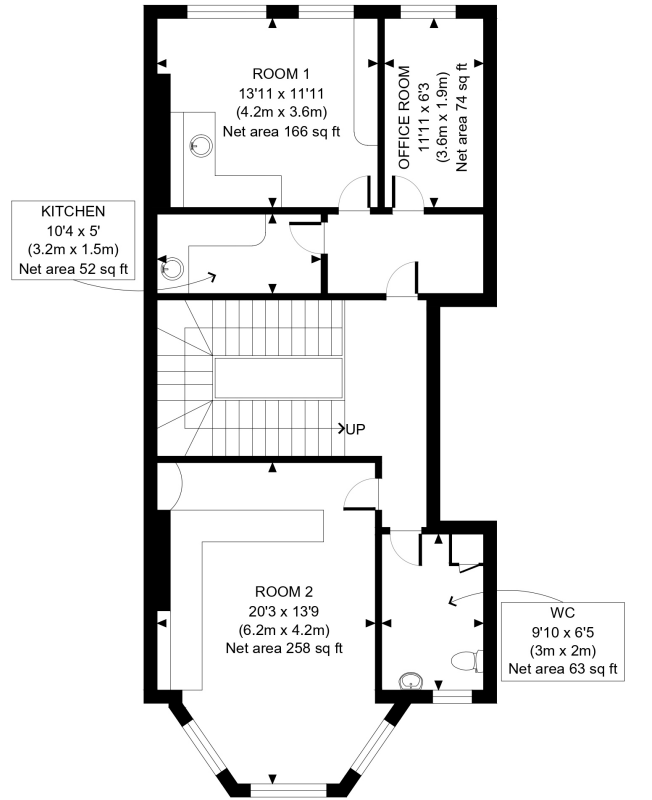 ROOM 1
13'11 x 11'11
(4.2m x 3.6m)
Net area 166 sq ft
OFFICE ROOM
11'11 x 6'3
(3.6m x 1.9m)
Net area 74 sq ft
KITCHEN
10'4 x 5'
(3.2m x 1.5m)
Net area 52 sq ft
UP
ROOM 2
20'3 x 13'9
(6.2m x 4.2m)
Net area 258 sq ft
WC
9'10 x 6'5
(3m x 2m)
Net area 63 sq ft